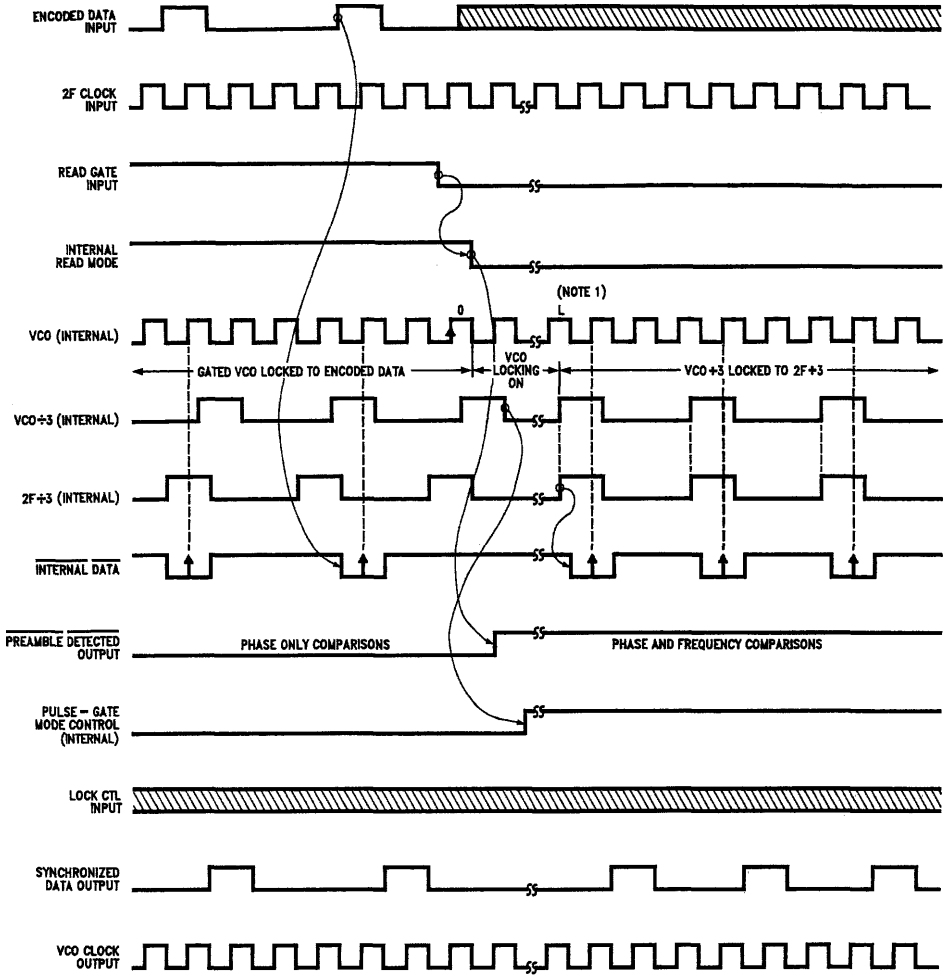 ENCODED DATA
INPUT
2F CLOCK
INPUT
READ GATE
INPUT
INTERNAL
READ MODE
(NOTE 1)
0
L
VCO (INTERNAL)
GATED VCO LOCKED TO ENCODED DATA
VCO
LOCKING
ON
VCO÷3 LOCKED TO 2F÷3
VCO÷3 (INTERNAL)
2F÷3 (INTERNAL)
INTERNAL DATA
PREAMBLE DETECTED
OUTPUT
PHASE ONLY COMPARISONS
PHASE AND FREQUENCY COMPARISONS
PULSE — GATE
MODE CONTROL
(INTERNAL)
LOCK CTL
INPUT
SYNCHRONIZED
DATA OUTPUT
VCO CLOCK
OUTPUT